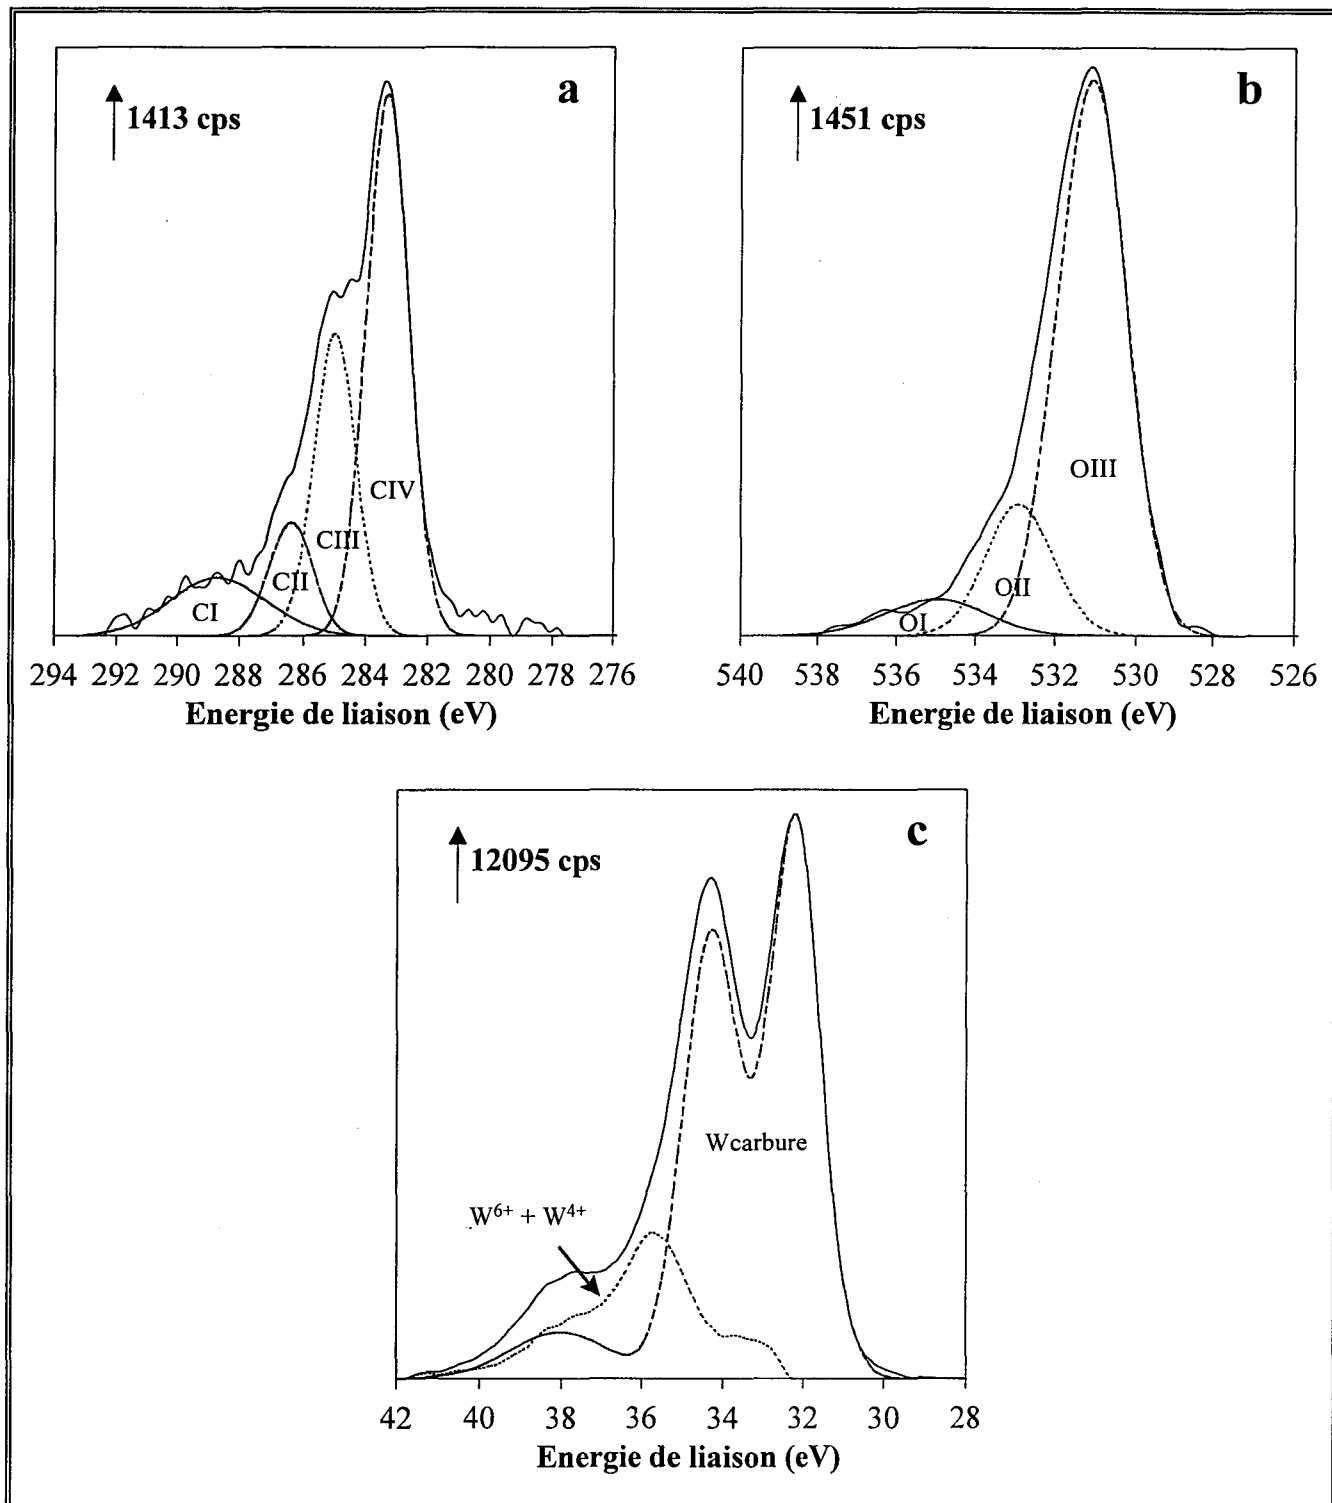 a
1413 cps
CIV
CIII
CII
CI
294 292 290 288 286 284 282 280 278 276
Energie de liaison (eV)
b
1451 cps
OIII
OII
OI
540 538 536 534 532 530 528 526
Energie de liaison (eV)
c
12095 cps
Wcarbure
W⁶⁺ + W⁴⁺
42 40 38 36 34 32 30 28
Energie de liaison (eV)